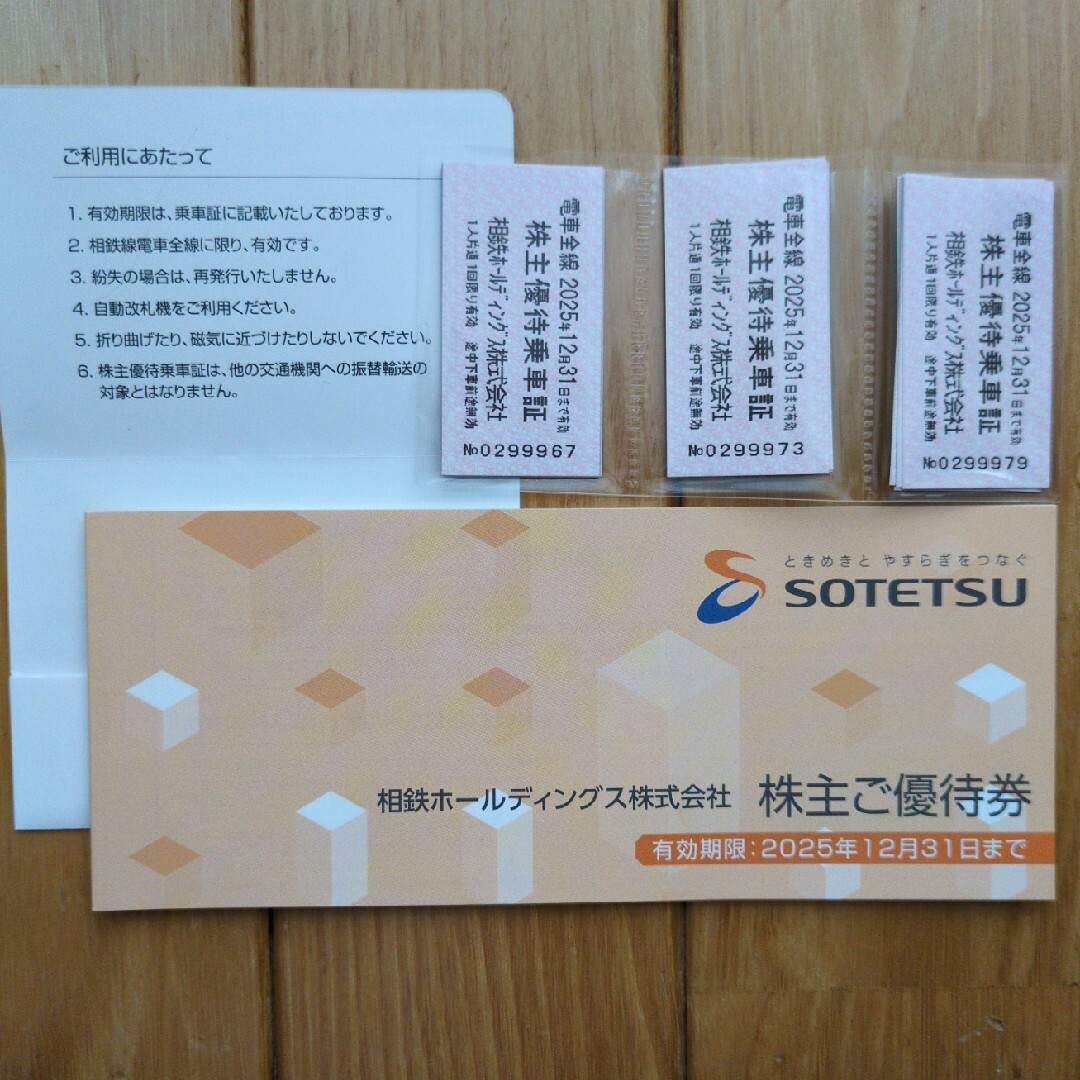 ご利用にあたって
1. 有効期限は、乗車証に記載いたしております。
2. 相鉄線電車全線に限り、有効です。
3. 紛失の場合は、再発行いたしません。
4. 自動改札機をご利用ください。
5. 折り曲げたり、磁気に近づけたりしないでください。
6. 株主優待乗車証は、他の交通機関への振替輸送の
対象とはなりません。
電車全線 2025年12月31日まで有効
株主優待乗車証
相鉄ホールディングス株式会社
1人片道1回限り有効 途中下車前途無効
№0299967
電車全線 2025年12月31日まで有効
株主優待乗車証
相鉄ホールディングス株式会社
1人片道1回限り有効 途中下車前途無効
№0299973
電車全線 2025年12月31日まで有効
株主優待乗車証
相鉄ホールディングス株式会社
1人片道1回限り有効 途中下車前途無効
№0299979
ときめきと やすらぎをつなぐ
SOTETSU
相鉄ホールディングス株式会社 株主ご優待券
有効期限:2025年12月31日まで